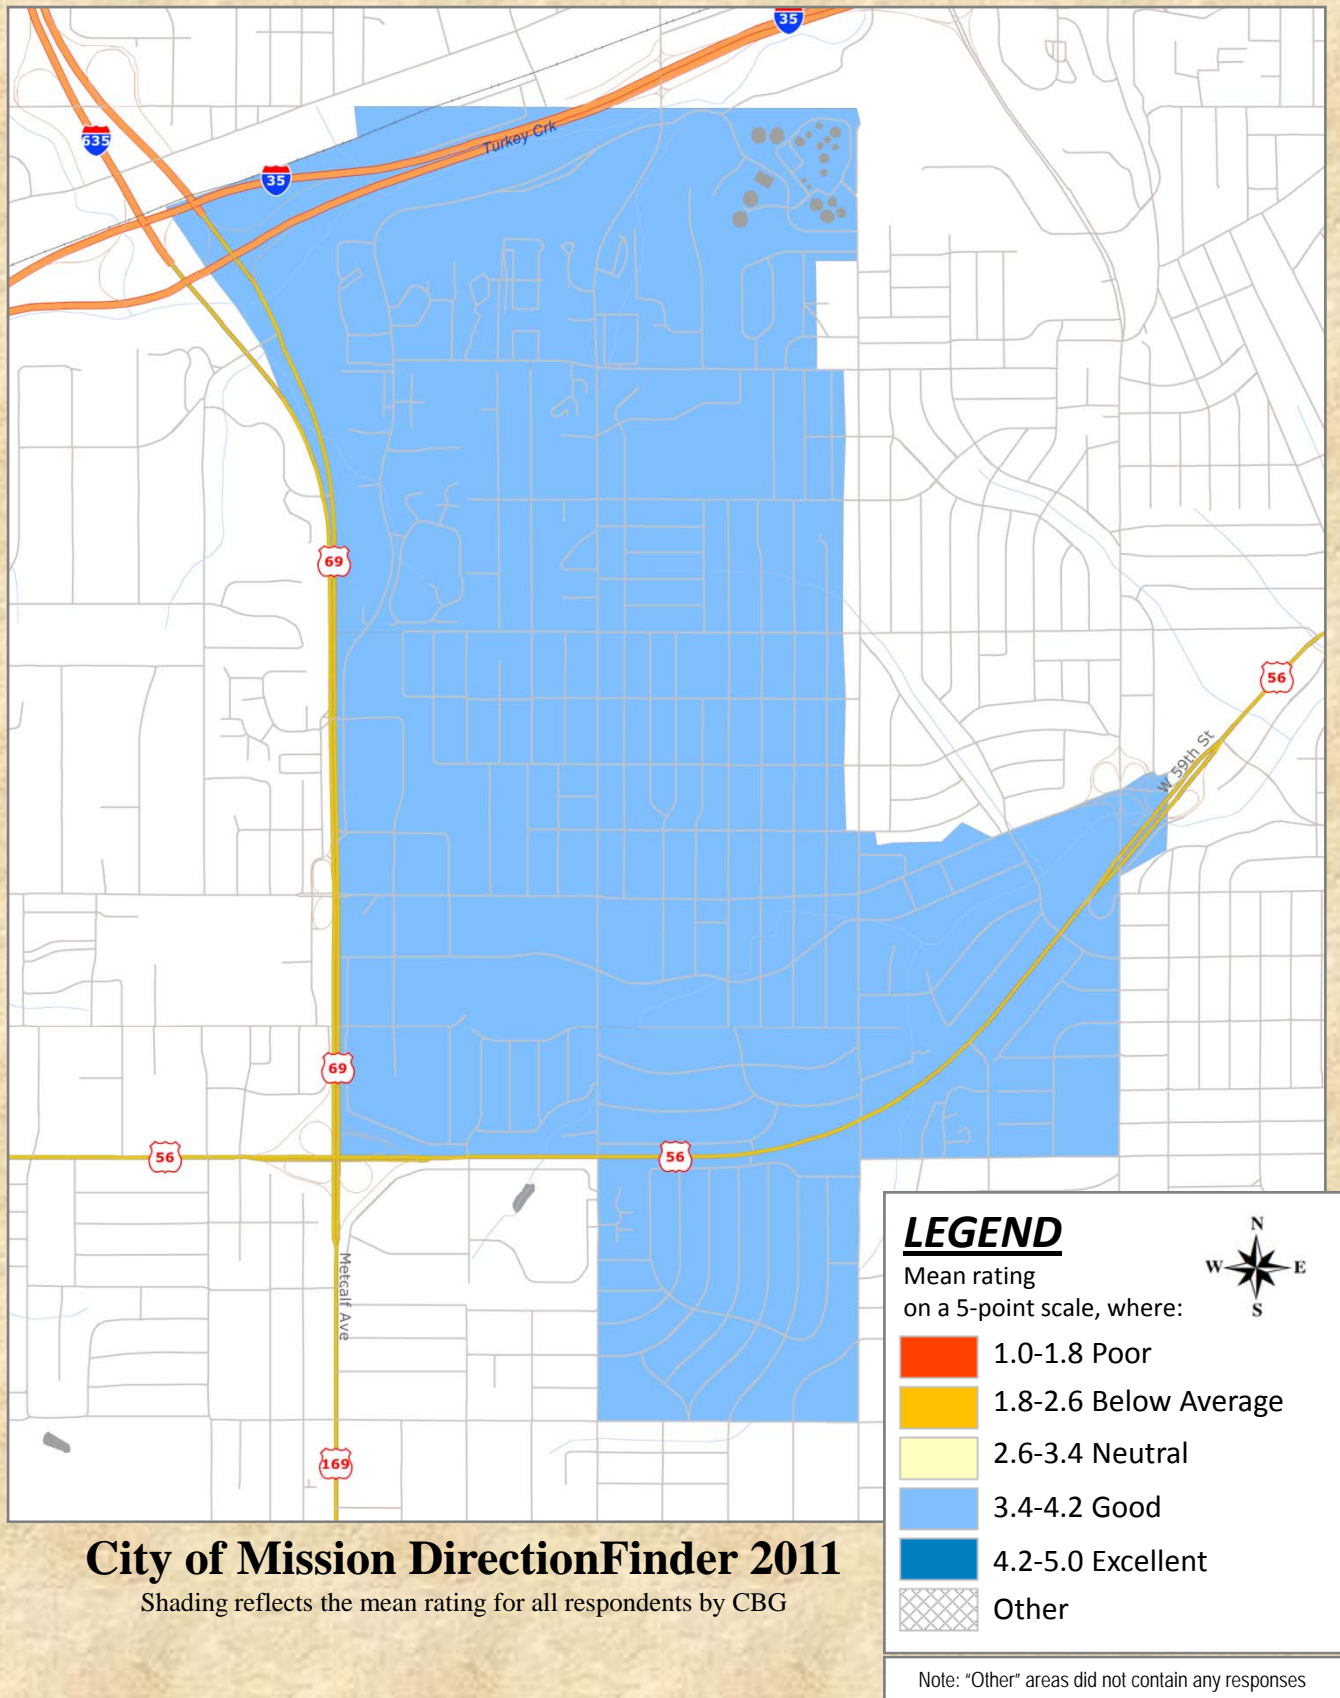 35
635
35
Turkey Crk
69
56
W 59th St
69
56
56
Metcalf Ave
169
LEGEND
Mean rating
on a 5-point scale, where:
N
W E
S
1.0-1.8 Poor
1.8-2.6 Below Average
2.6-3.4 Neutral
3.4-4.2 Good
4.2-5.0 Excellent
Other
City of Mission DirectionFinder 2011
Shading reflects the mean rating for all respondents by CBG
Note: “Other” areas did not contain any responses